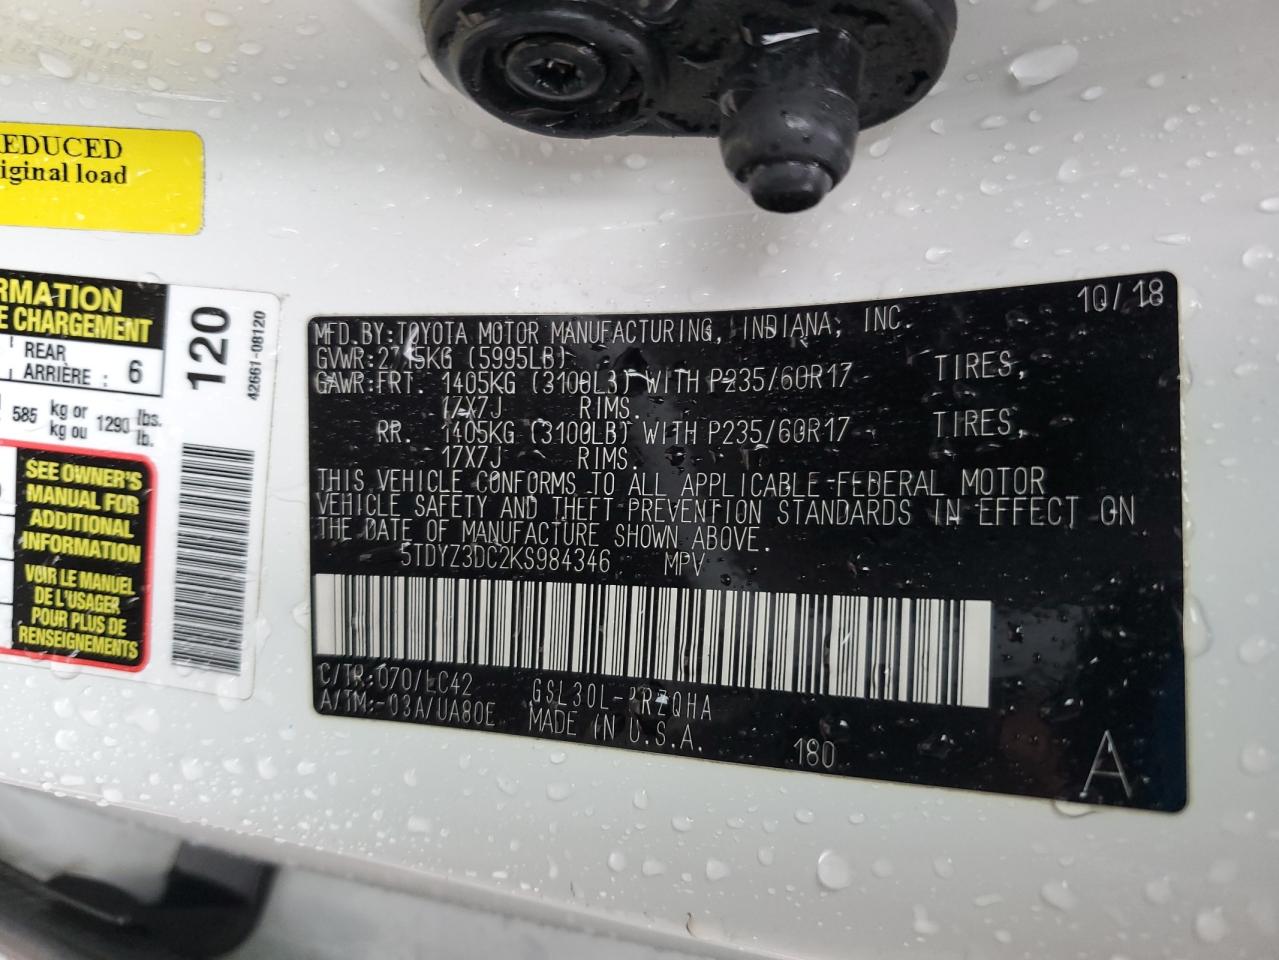 EDUCED
iginal load
RMATION
E CHARGEMENT
REAR
ARRIÈRE : 6
585 kg or 1290 lbs.
kg ou lb.
SEE OWNER'S
MANUAL FOR
ADDITIONAL
INFORMATION
VOIR LE MANUEL
DE L'USAGER
POUR PLUS DE
RENSEIGNEMENTS
120
42661-08120
10/18
MFD.BY:TOYOTA MOTOR MANUFACTURING, INDIANA, INC.
GVWR:2715KG (5995LB)
GAWR:FRT. 1405KG (3100LB) WITH P235/60R17 TIRES,
17X7J RIMS.
RR. 1405KG (3100LB) WITH P235/60R17 TIRES,
17X7J RIMS.
THIS VEHICLE CONFORMS TO ALL APPLICABLE FEDERAL MOTOR
VEHICLE SAFETY AND THEFT PREVENTION STANDARDS IN EFFECT ON
THE DATE OF MANUFACTURE SHOWN ABOVE.
5TDYZ3DC2KS984346 MPV
C/TR:070/LC42
A/TM:-03A/UA80E
MADE IN U.S.A.
180
A